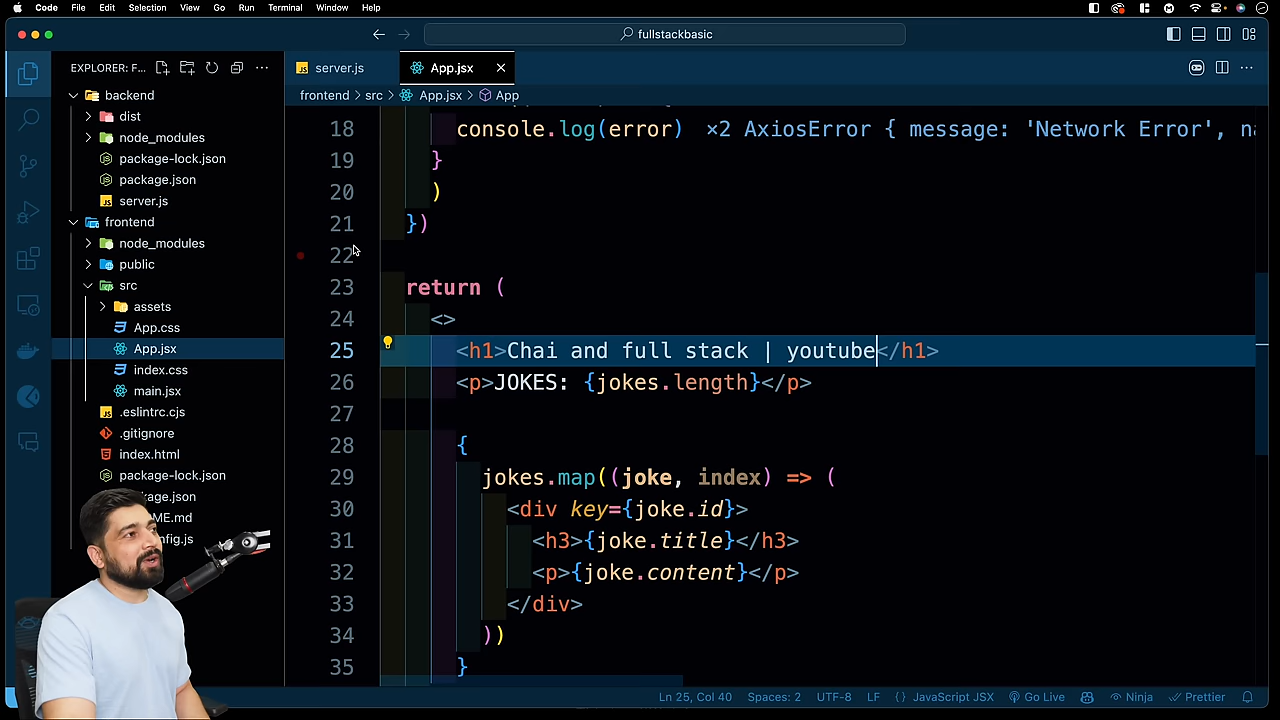 Code File Edit Selection View Go Run Terminal Window Help
fullstackbasic
EXPLORER: F...
server.js
App.jsx
frontend > src > App.jsx > App
backend
dist
node_modules
package-lock.json
package.json
server.js
frontend
node_modules
public
src
assets
App.css
App.jsx
index.css
main.jsx
.eslintrc.cjs
.gitignore
index.html
package-lock.json
kage.json
ME.md
nfig.js
18 console.log(error) ×2 AxiosError { message: 'Network Error', na
19 }
20 )
21 })
22
23 return (
24 <>
25 <h1>Chai and full stack | youtube</h1>
26 <p>JOKES: {jokes.length}</p>
27
28 {
29 jokes.map((joke, index) => (
30 <div key={joke.id}>
31 <h3>{joke.title}</h3>
32 <p>{joke.content}</p>
33 </div>
34 ))
35 }
Ln 25, Col 40 Spaces: 2 UTF-8 LF {} JavaScript JSX Go Live Ninja Prettier